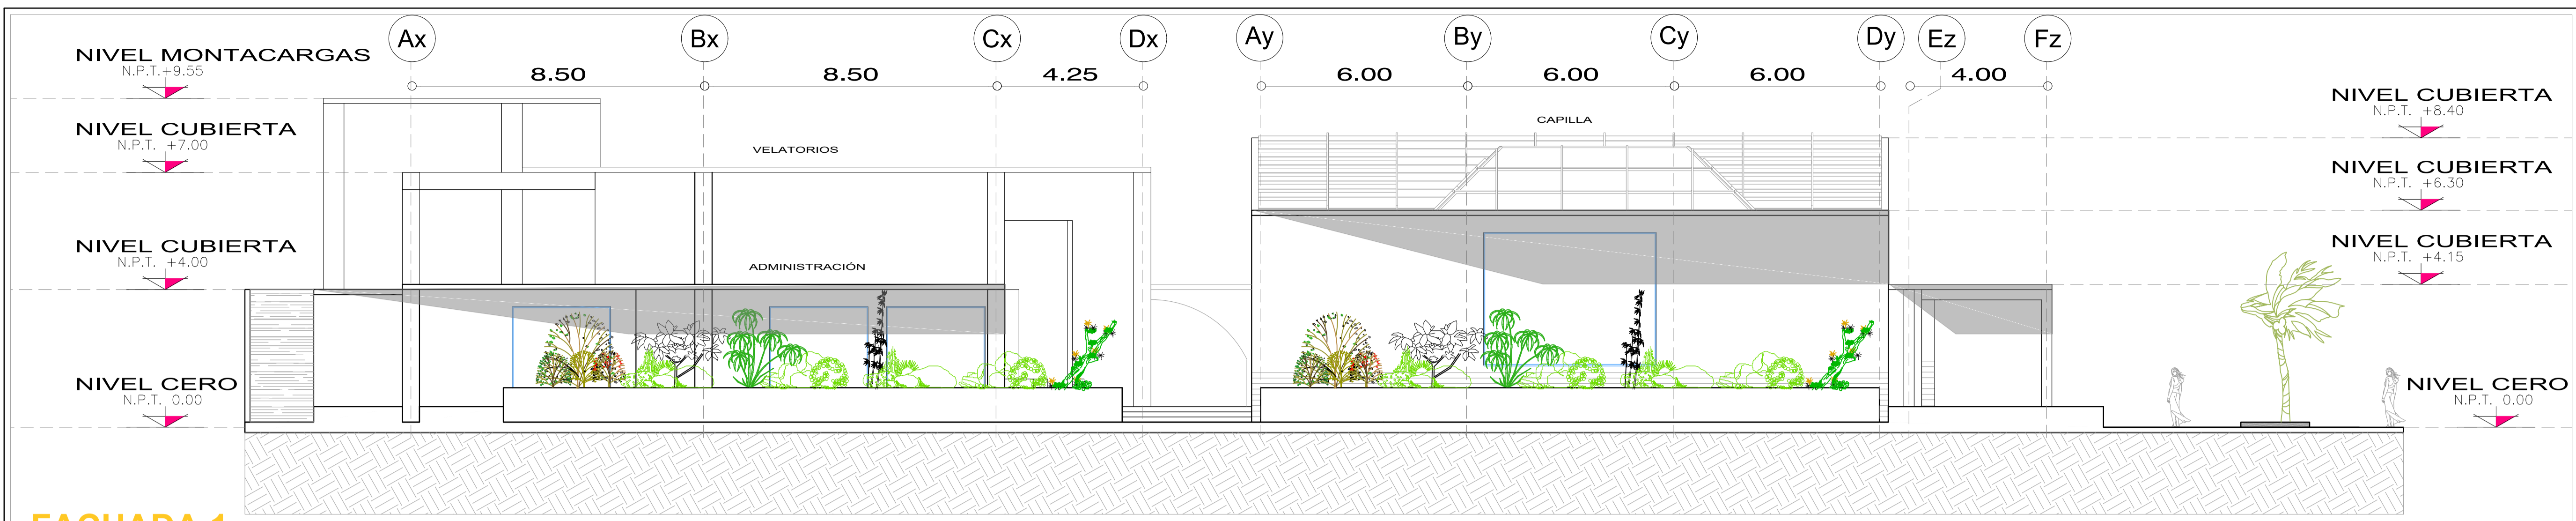 Ax
Bx
Cx
Dx
Ay
By
Cy
Dy
Ez
Fz
8.50
8.50
4.25
6.00
6.00
6.00
4.00
NIVEL MONTACARGAS
N.P.T.+9.55
NIVEL CUBIERTA
N.P.T. +7.00
NIVEL CUBIERTA
N.P.T. +4.00
NIVEL CERO
N.P.T. 0.00
VELATORIOS
ADMINISTRACIÓN
CAPILLA
NIVEL CUBIERTA
N.P.T. +8.40
NIVEL CUBIERTA
N.P.T. +6.30
NIVEL CUBIERTA
N.P.T. +4.15
NIVEL CERO
N.P.T. 0.00
FACHADA 1